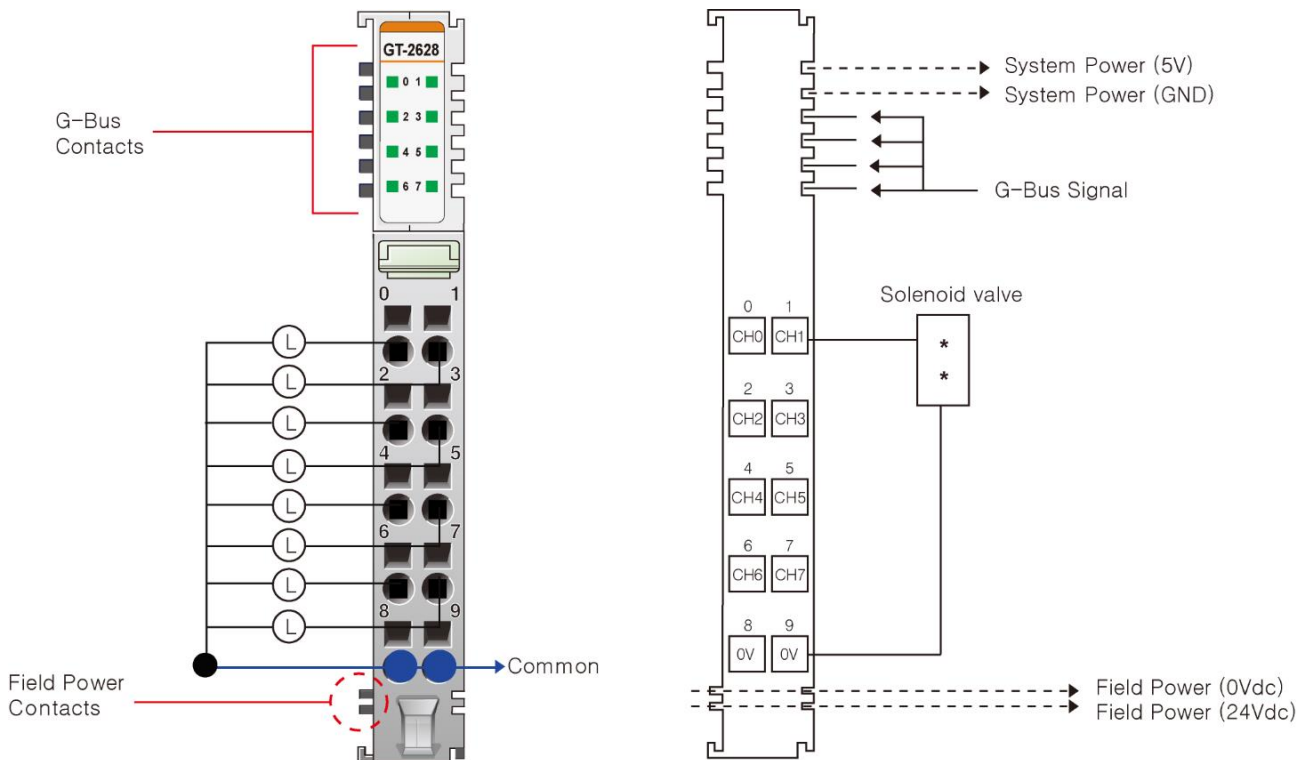 GT-2628
0 1
2 3
4 5
6 7
G-Bus
Contacts
0 1
2 3
4 5
6 7
8 9
L
L
L
L
L
L
L
L
Common
Field Power
Contacts
System Power (5V)
System Power (GND)
G-Bus Signal
Solenoid valve
*
*
0 1
CH0 CH1
2 3
CH2 CH3
4 5
CH4 CH5
6 7
CH6 CH7
8 9
0V 0V
Field Power (0Vdc)
Field Power (24Vdc)